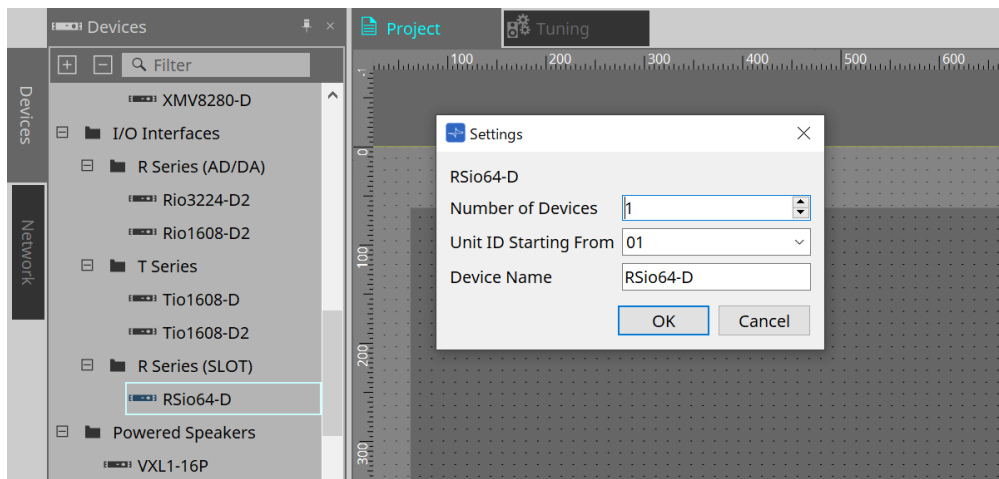 Devices
Filter
XMV8280-D
I/O Interfaces
R Series (AD/DA)
Rio3224-D2
Rio1608-D2
T Series
Tio1608-D
Tio1608-D2
R Series (SLOT)
RSio64-D
Powered Speakers
VXL1-16P
Devices
Network
Project
Tuning
100 200 300 400 500 600
0
100
200
300
Settings
RSio64-D
Number of Devices 1
Unit ID Starting From 01
Device Name RSio64-D
OK Cancel